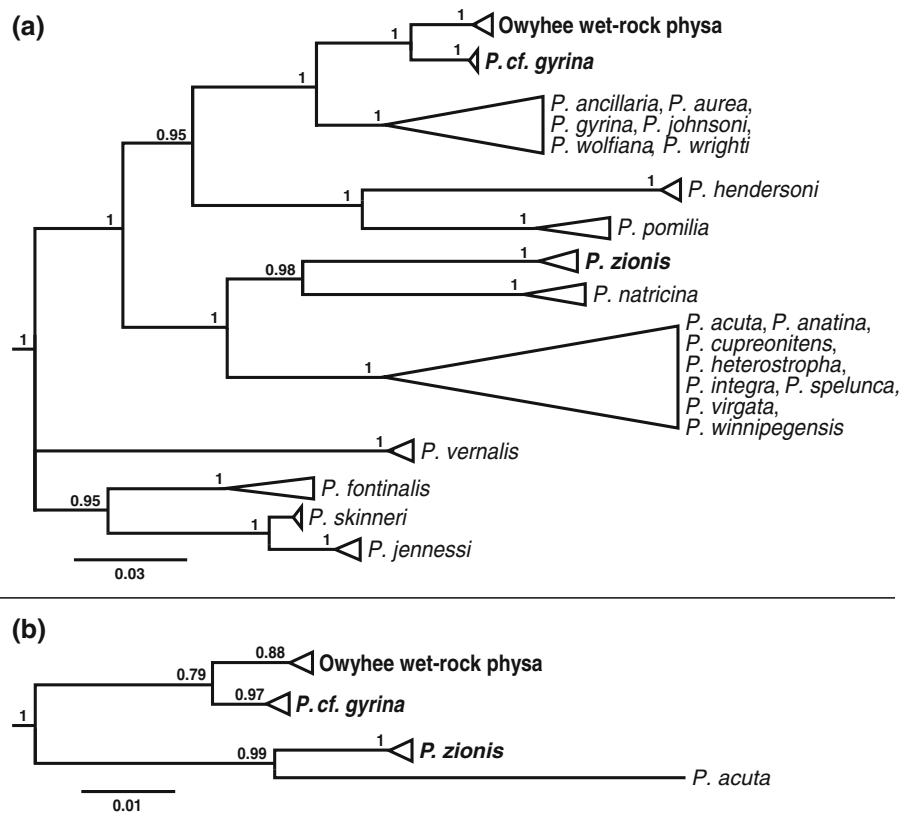 (a)
1
Owyhee wet-rock physa
1
1
P. cf. gyrina
1
1
P. ancillaria, P. aurea,
P. gyrina, P. johnsoni,
P. wolfiana, P. wrighti
0.95
1
P. hendersoni
1
1
P. pomilia
1
1
P. zionis
0.98
1
P. natricina
1
P. acuta, P. anatina,
P. cupreonitens,
P. heterostropha,
P. integra, P. spelunca,
P. virgata,
P. winnipegensis
1
1
1
P. vernalis
1
P. fontinalis
0.95
P. skinneri
1
1
P. jennessi
0.03
(b)
0.88
Owyhee wet-rock physa
0.79
0.97
P. cf. gyrina
1
1
P. zionis
0.99
P. acuta
0.01